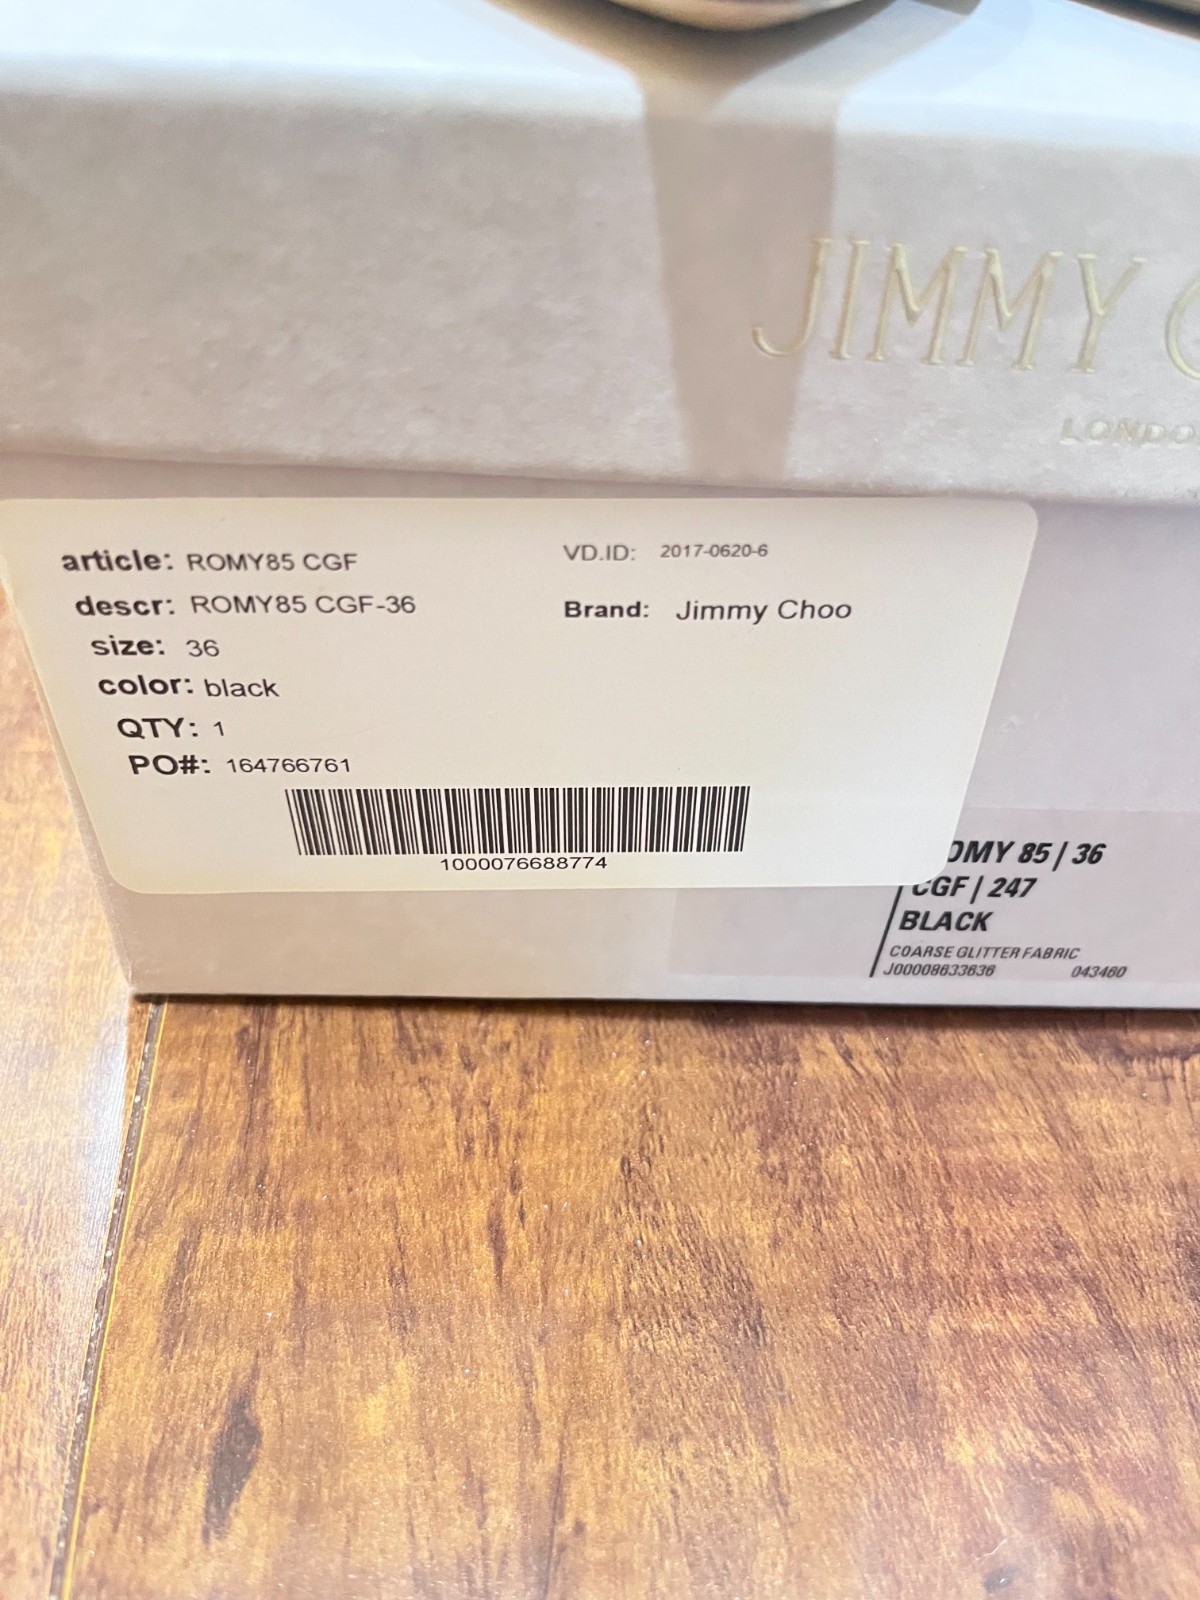 JIMMY
LONDO
article: ROMY85 CGF
VD.ID: 2017-0620-6
descr: ROMY85 CGF-36
Brand: Jimmy Choo
size: 36
color: black
QTY: 1
PO#: 164766761
1000076688774
OMY 85 | 36
CGF | 247
BLACK
COARSE GLITTER FABRIC
J00008633636 043460